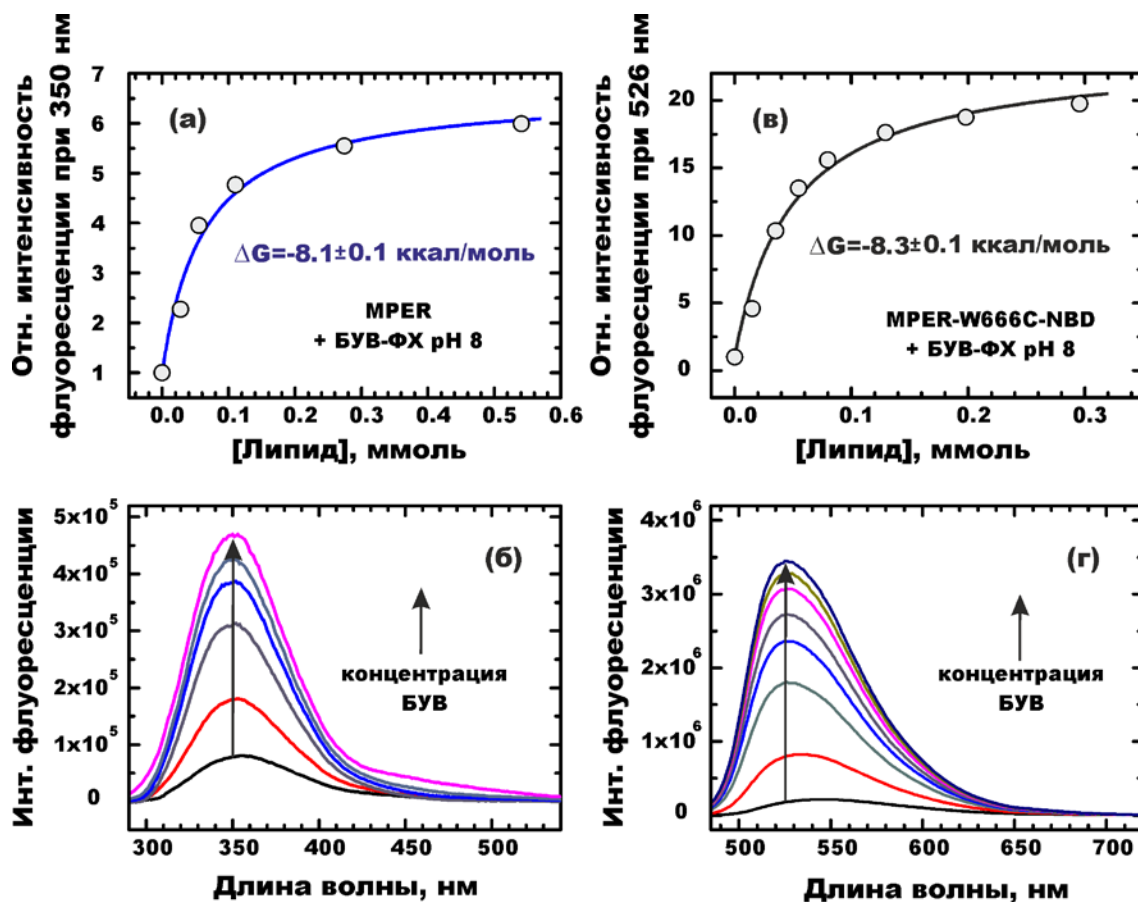 Отн. интенсивность
флуоресценции при 350 нм
7
6
5
4
3
2
1
(а)
ΔG=-8.1±0.1 ккал/моль
MPER
+ БУВ-ФХ pH 8
0.0 0.1 0.2 0.3 0.4 0.5 0.6
[Липид], ммоль
Отн. интенсивность
флуоресценции при 526 нм
20
15
10
5
0
(в)
ΔG=-8.3±0.1 ккал/моль
MPER-W666C-NBD
+ БУВ-ФХ pH 8
0.0 0.1 0.2 0.3
[Липид], ммоль
Инт. флуоресценции
5x10⁵
4x10⁵
3x10⁵
2x10⁵
1x10⁵
0
(б)
концентрация
БУВ
300 350 400 450 500
Длина волны, нм
Инт. флуоресценции
4x10⁶
3x10⁶
2x10⁶
1x10⁶
0
(г)
концентрация
БУВ
500 550 600 650 700
Длина волны, нм